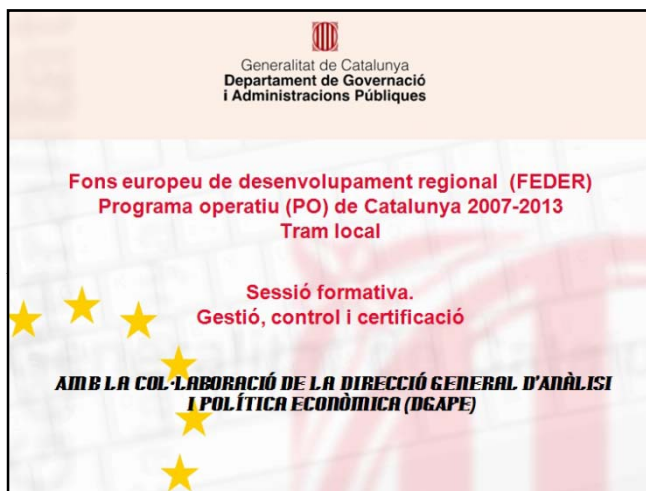 Generalitat de Catalunya
Departament de Governació
i Administracions Públiques
Fons europeu de desenvolupament regional (FEDER)
Programa operatiu (PO) de Catalunya 2007-2013
Tram local
Sessió formativa.
Gestió, control i certificació
AMB LA COL·LABORACIÓ DE LA DIRECCIÓ GENERAL D'ANÀLISI
I POLÍTICA ECONÒMICA (DGAPE)